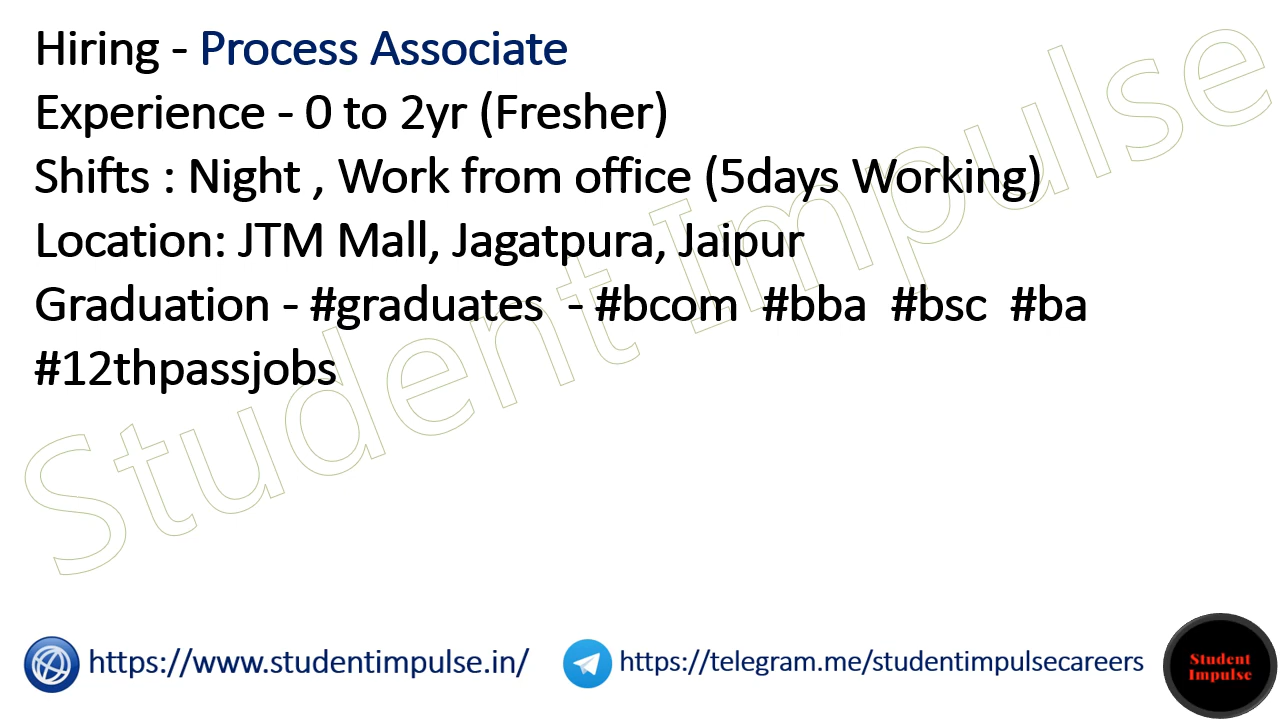 Hiring - Process Associate
Experience - 0 to 2yr (Fresher)
Shifts : Night , Work from office (5days Working)
Location: JTM Mall, Jagatpura, Jaipur
Graduation - #graduates - #bcom #bba #bsc #ba
#12thpassjobs
Student Impulse
https://www.studentimpulse.in/
https://telegram.me/studentimpulsecareers
Student
Impulse